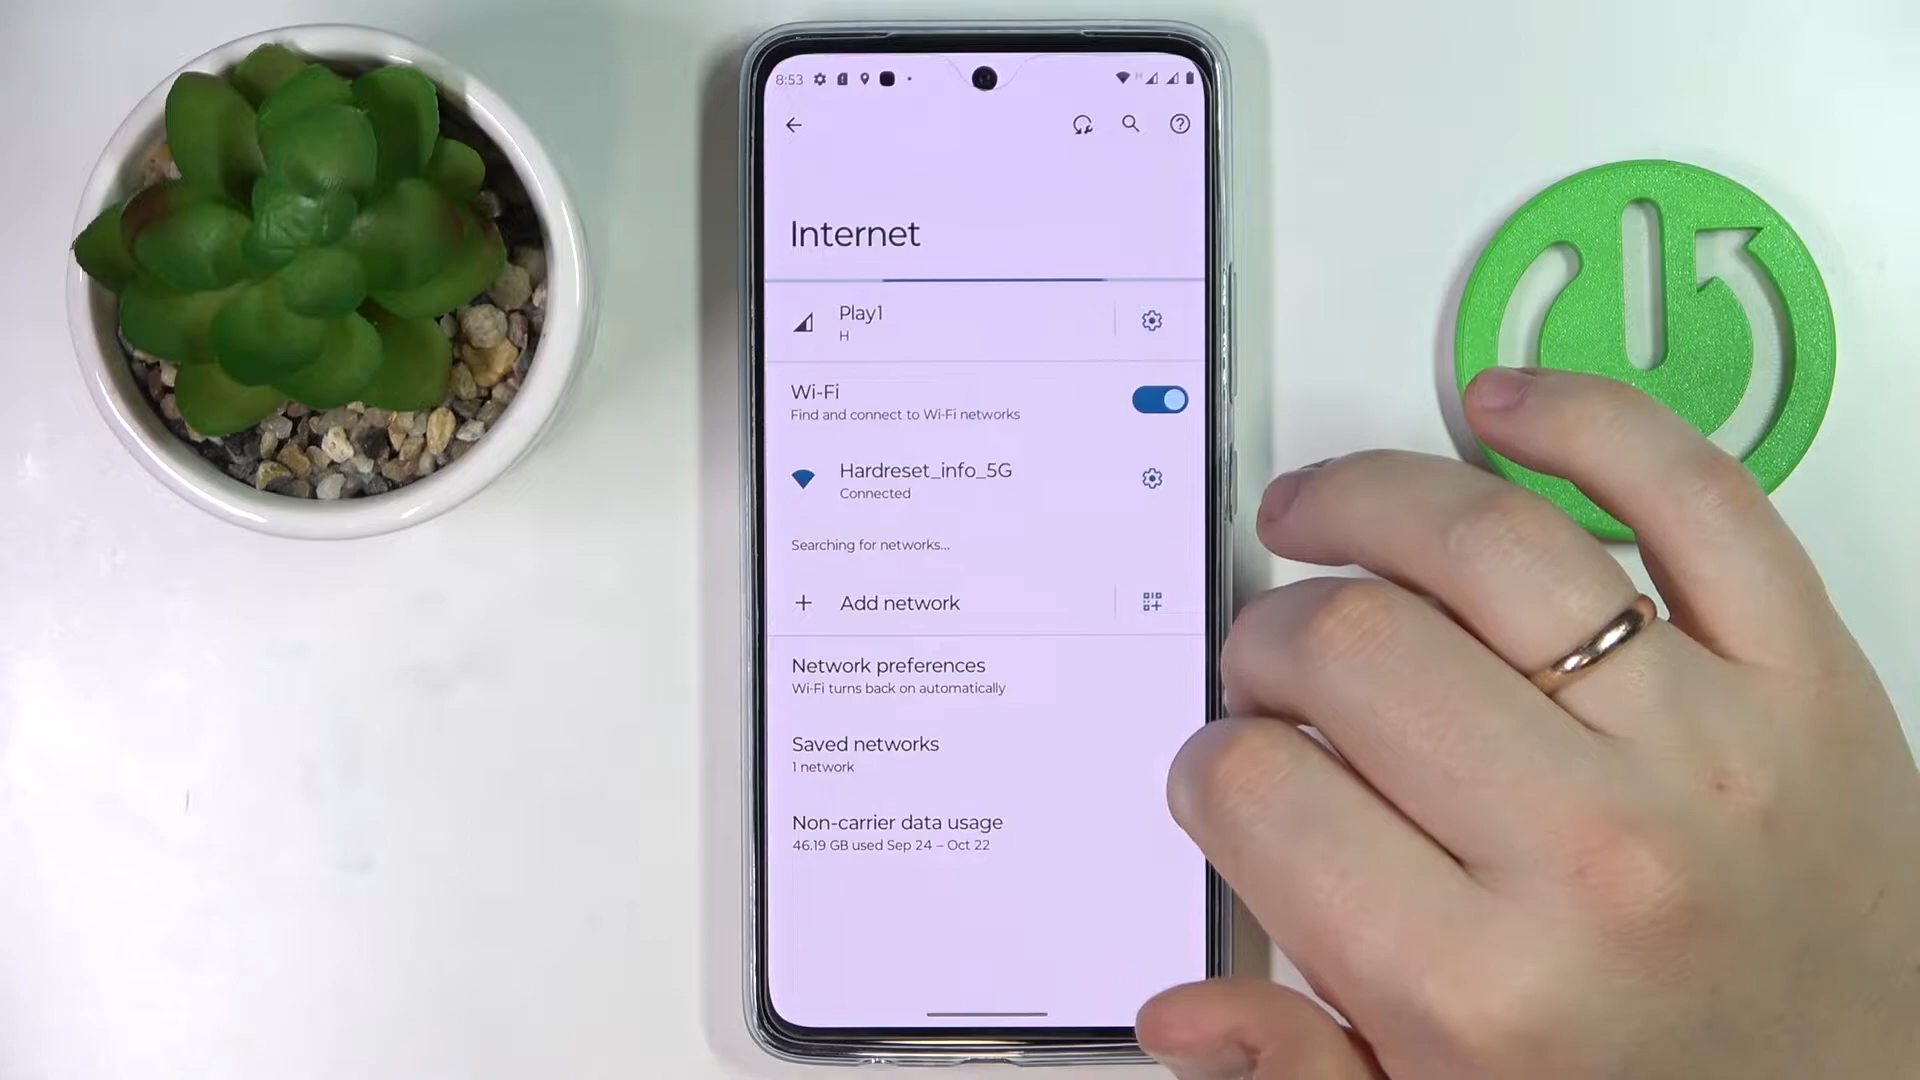 8:53
H
Internet
Play1
H
Wi-Fi
Find and connect to Wi-Fi networks
Hardreset_info_5G
Connected
Searching for networks...
Add network
Network preferences
Wi-Fi turns back on automatically
Saved networks
1 network
Non-carrier data usage
46.19 GB used Sep 24 – Oct 22